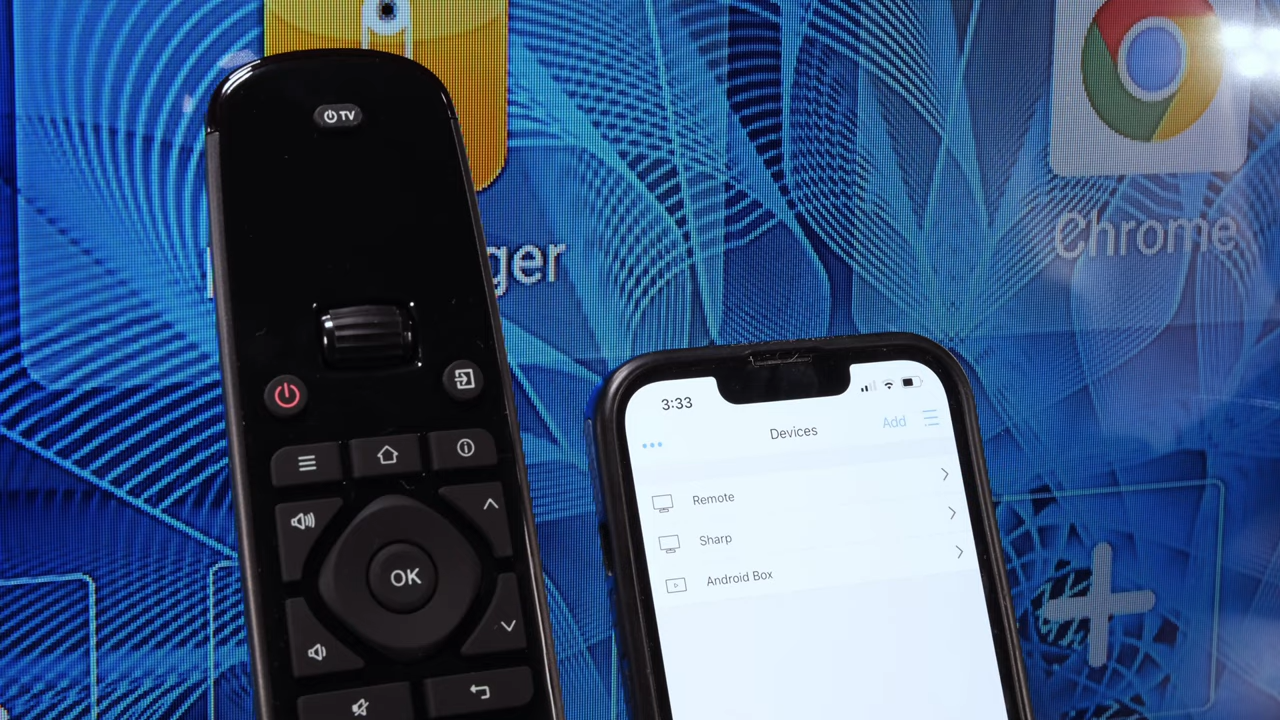 TV
ger
Chrome
OK
3:33
Devices
Add
Remote
Sharp
Android Box